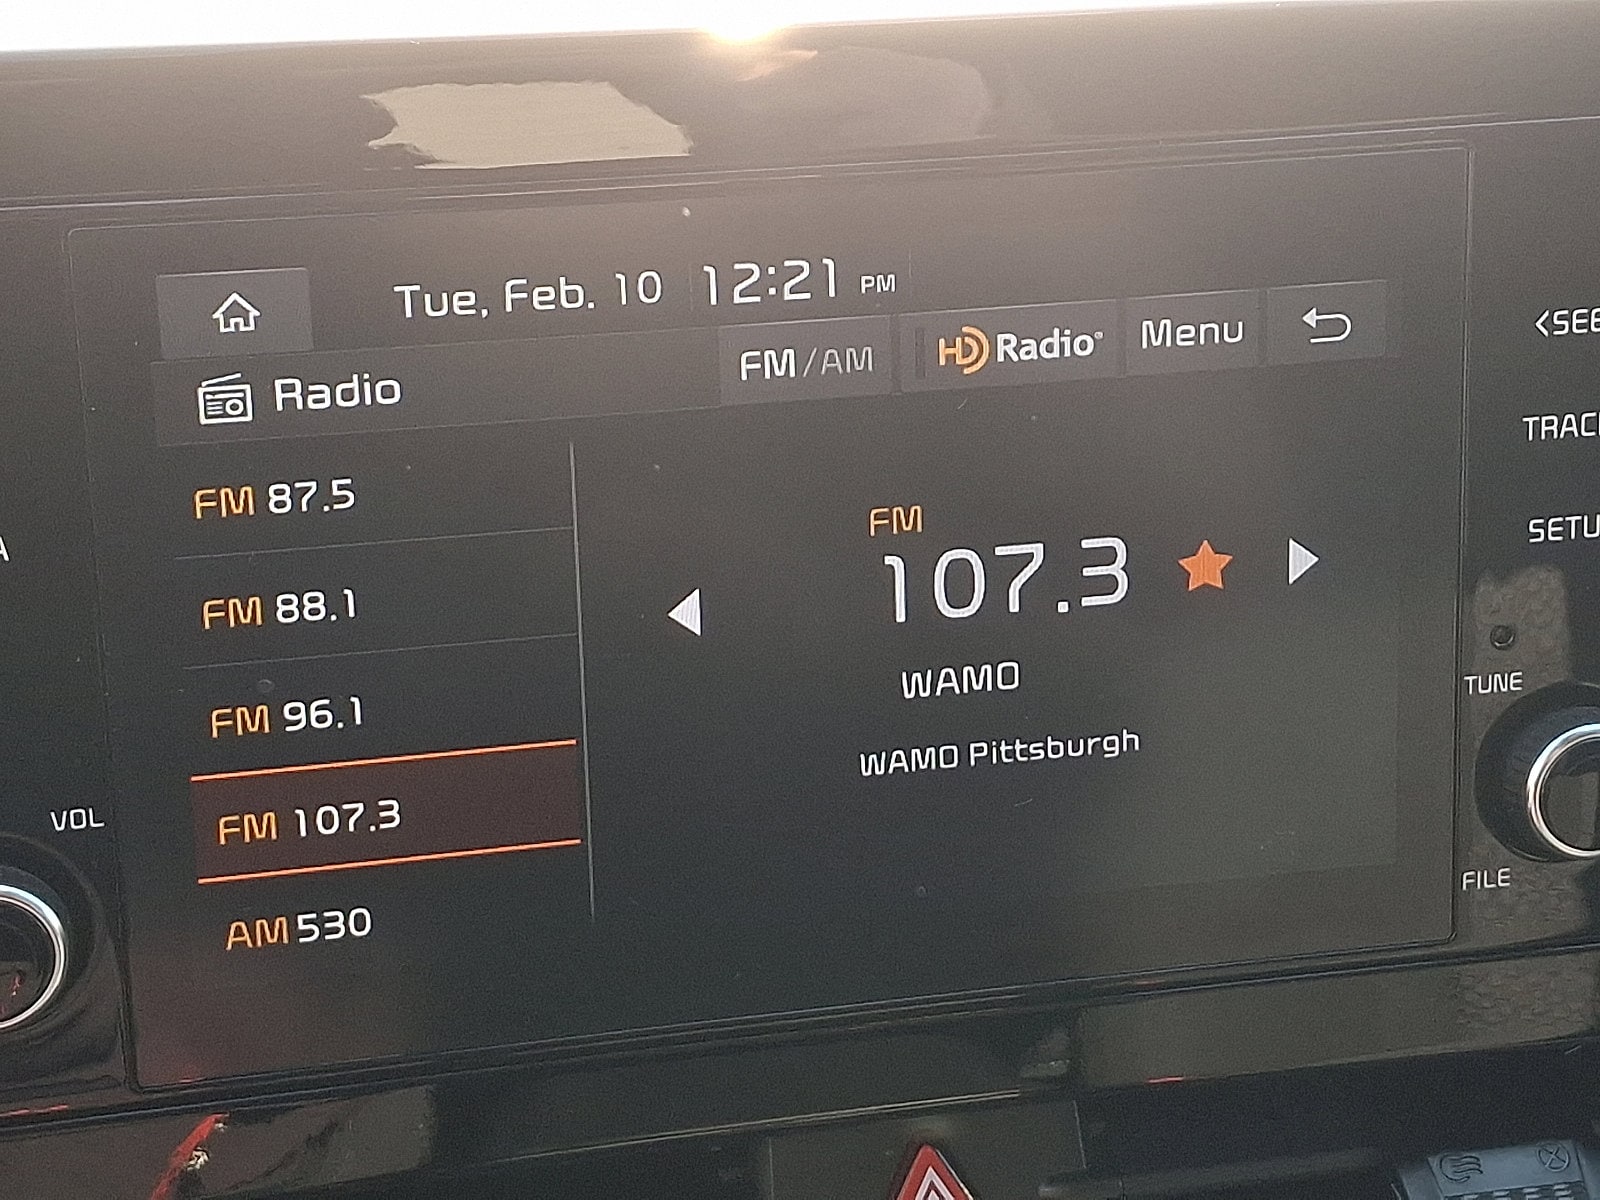 Tue, Feb. 10 12:21 PM
Radio FM/AM HD Radio® Menu
FM 87.5
FM 88.1
FM 96.1
FM 107.3
AM 530
FM
107.3
WAMO
WAMO Pittsburgh
VOL
<SEE
TRAC
SETU
TUNE
FILE